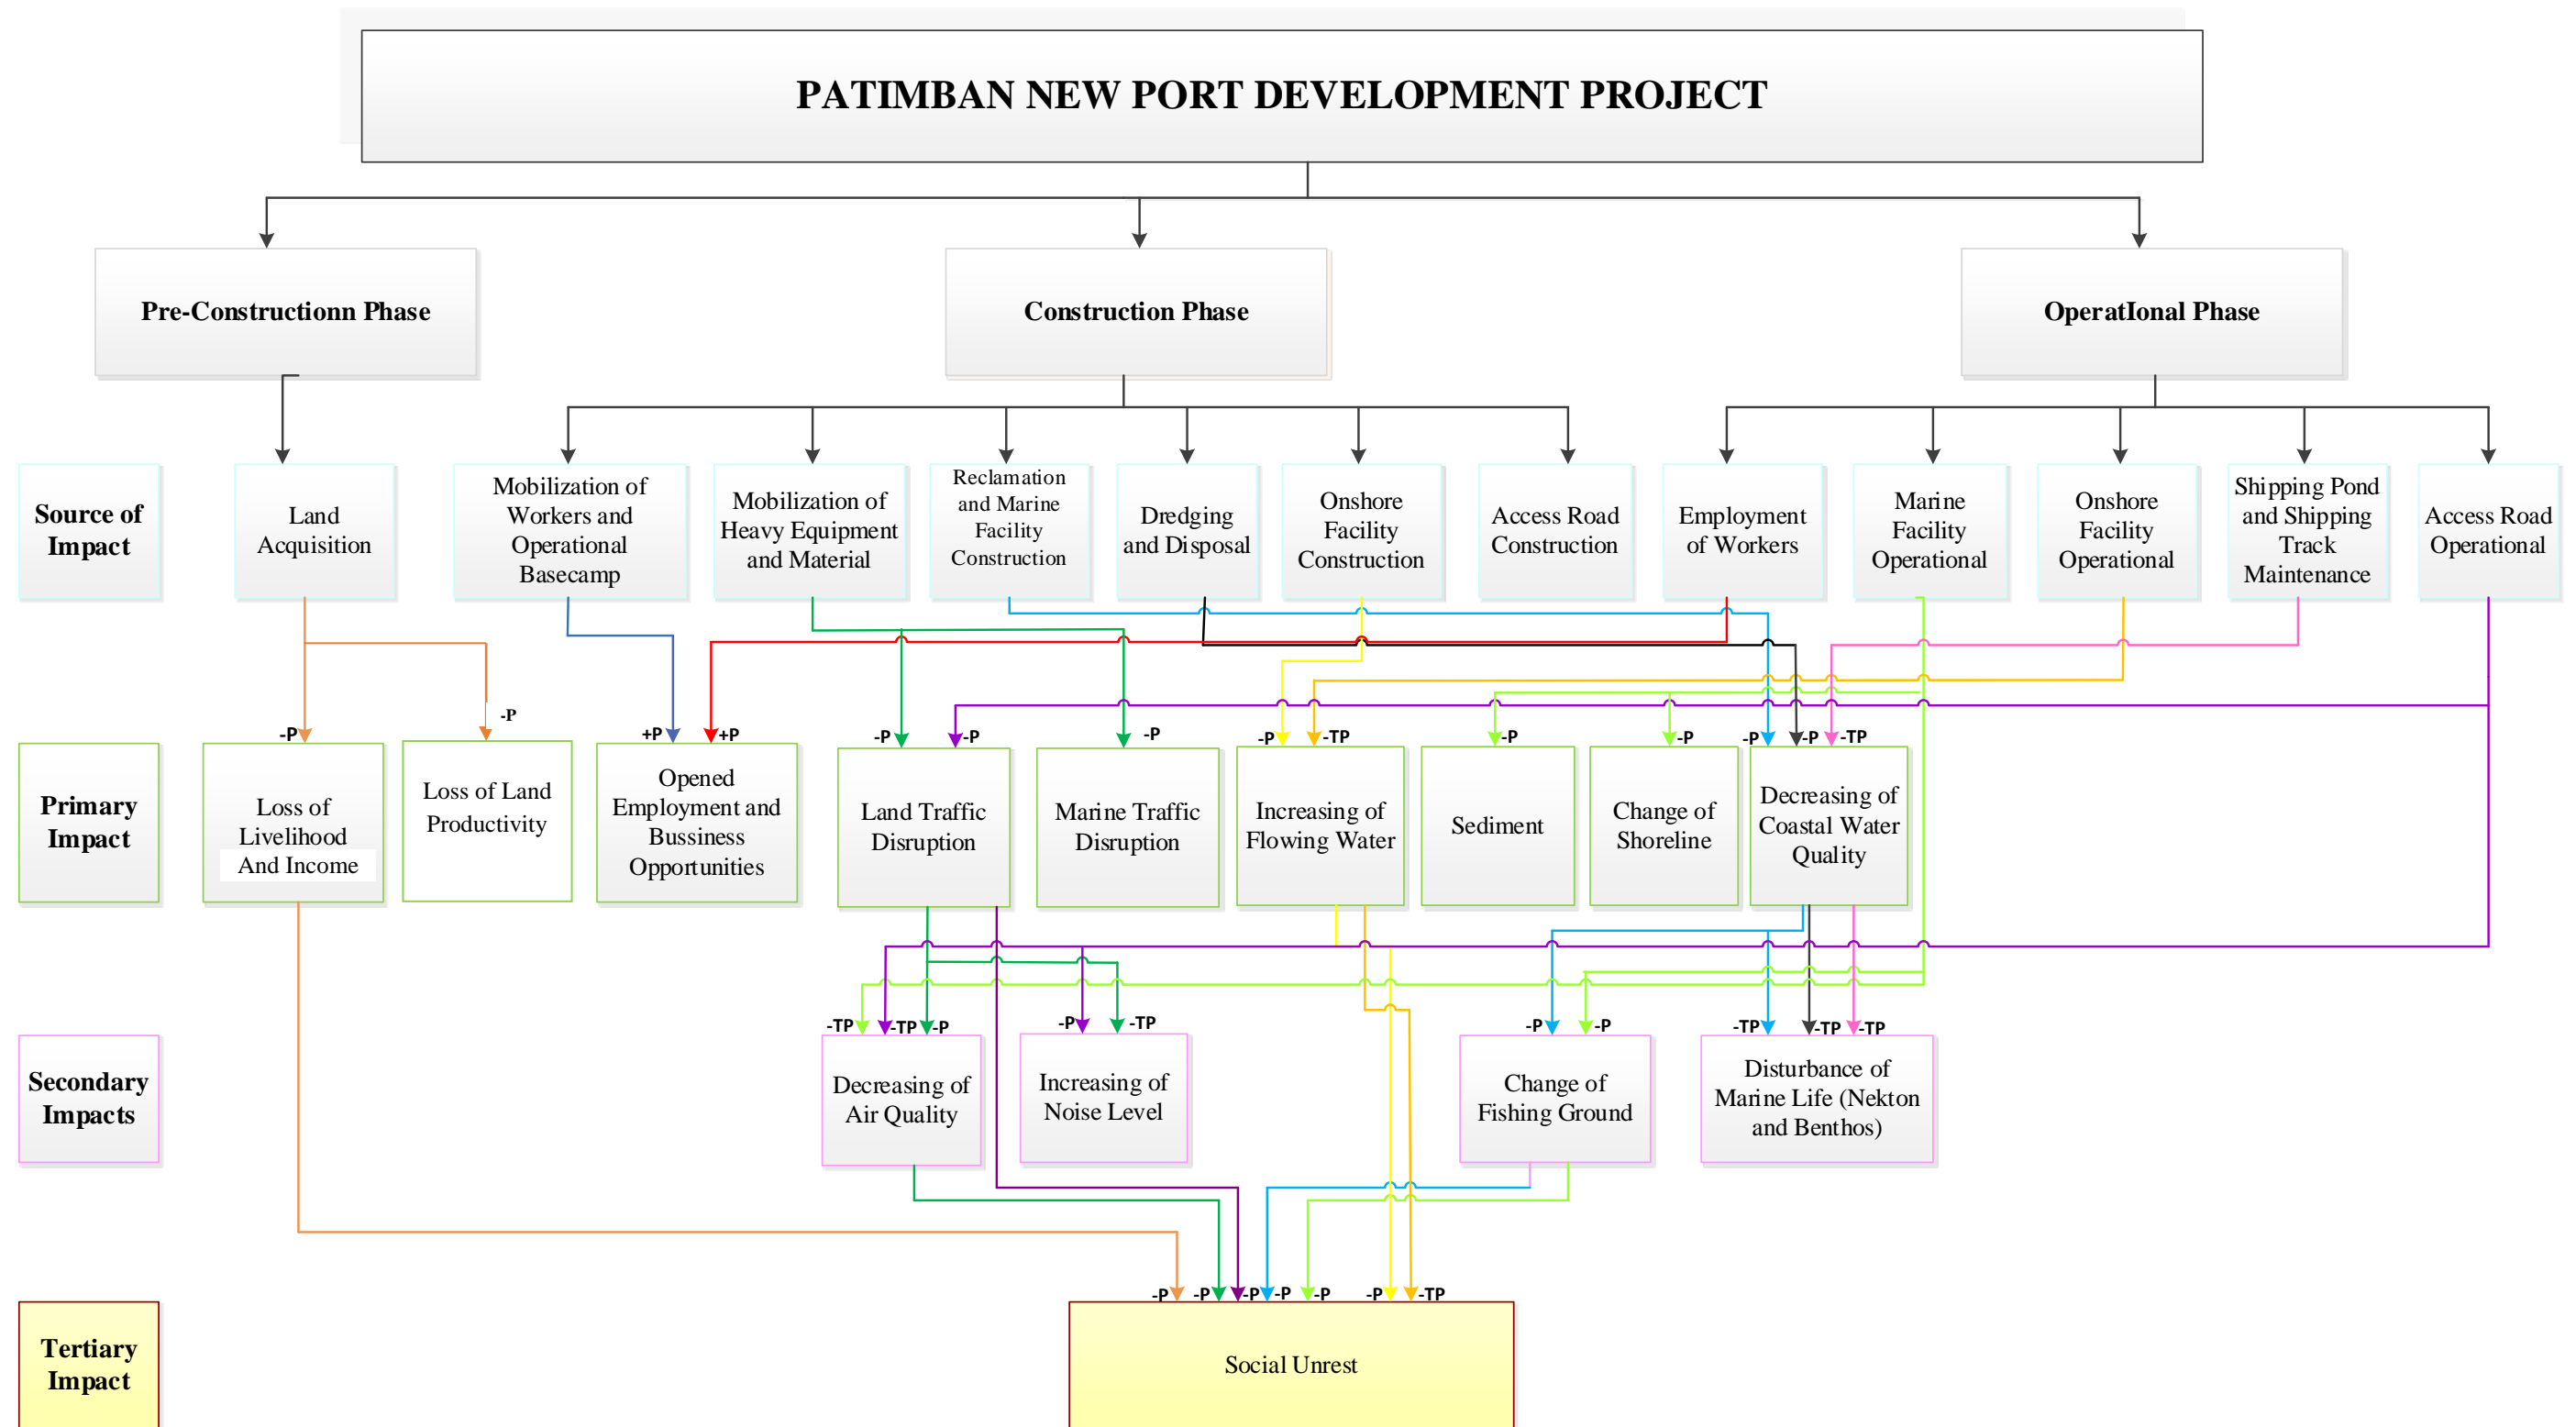 PATIMBAN NEW PORT DEVELOPMENT PROJECT
Pre-Constructionn Phase
Construction Phase
OperatIonal Phase
Source of
Impact
Land
Acquisition
Mobilization of
Workers and
Operational
Basecamp
Mobilization of
Heavy Equipment
and Material
Reclamation
and Marine
Facility
Construction
Dredging
and Disposal
Onshore
Facility
Construction
Access Road
Construction
Employment
of Workers
Marine
Facility
Operational
Onshore
Facility
Operational
Shipping Pond
and Shipping
Track
Maintenance
Access Road
Operational
-P
-P
+P
+P
-P
-P
-P
-P
-TP
-P
-P
-P
-P
-TP
Primary
Impact
Loss of
Livelihood
And Income
Loss of Land
Productivity
Opened
Employment and
Bussiness
Opportunities
Land Traffic
Disruption
Marine Traffic
Disruption
Increasing of
Flowing Water
Sediment
Change of
Shoreline
Decreasing of
Coastal Water
Quality
-TP
-TP
-P
-P
-TP
-P
-P
-TP
-TP
-TP
Secondary
Impacts
Decreasing of
Air Quality
Increasing of
Noise Level
Change of
Fishing Ground
Disturbance of
Marine Life (Nekton
and Benthos)
-P
-P
-P
-P
-P
-P
-TP
Tertiary
Impact
Social Unrest